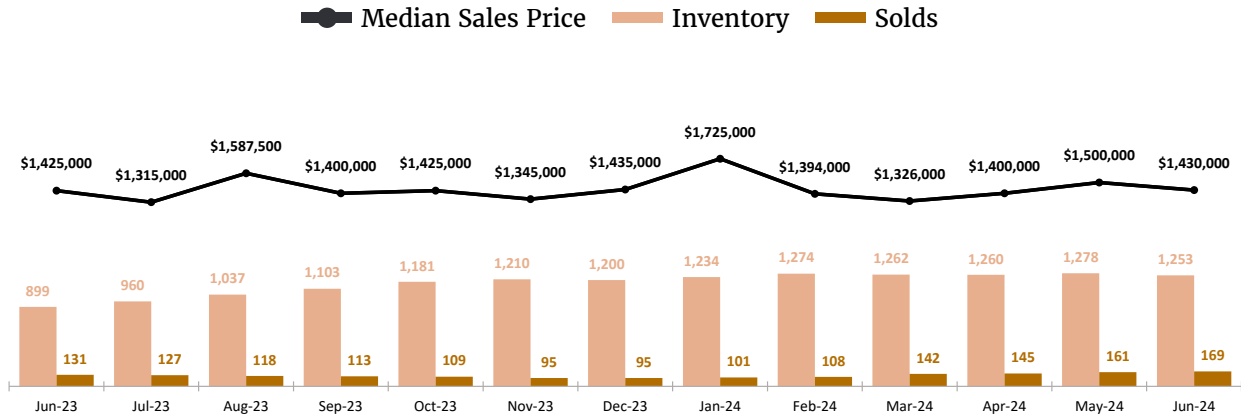 Median Sales Price Inventory Solds
$1,425,000 $1,315,000 $1,587,500 $1,400,000 $1,425,000 $1,345,000 $1,435,000 $1,725,000 $1,394,000 $1,326,000 $1,400,000 $1,500,000 $1,430,000
899 960 1,037 1,103 1,181 1,210 1,200 1,234 1,274 1,262 1,260 1,278 1,253
131 127 118 113 109 95 95 101 108 142 145 161 169
Jun-23 Jul-23 Aug-23 Sep-23 Oct-23 Nov-23 Dec-23 Jan-24 Feb-24 Mar-24 Apr-24 May-24 Jun-24